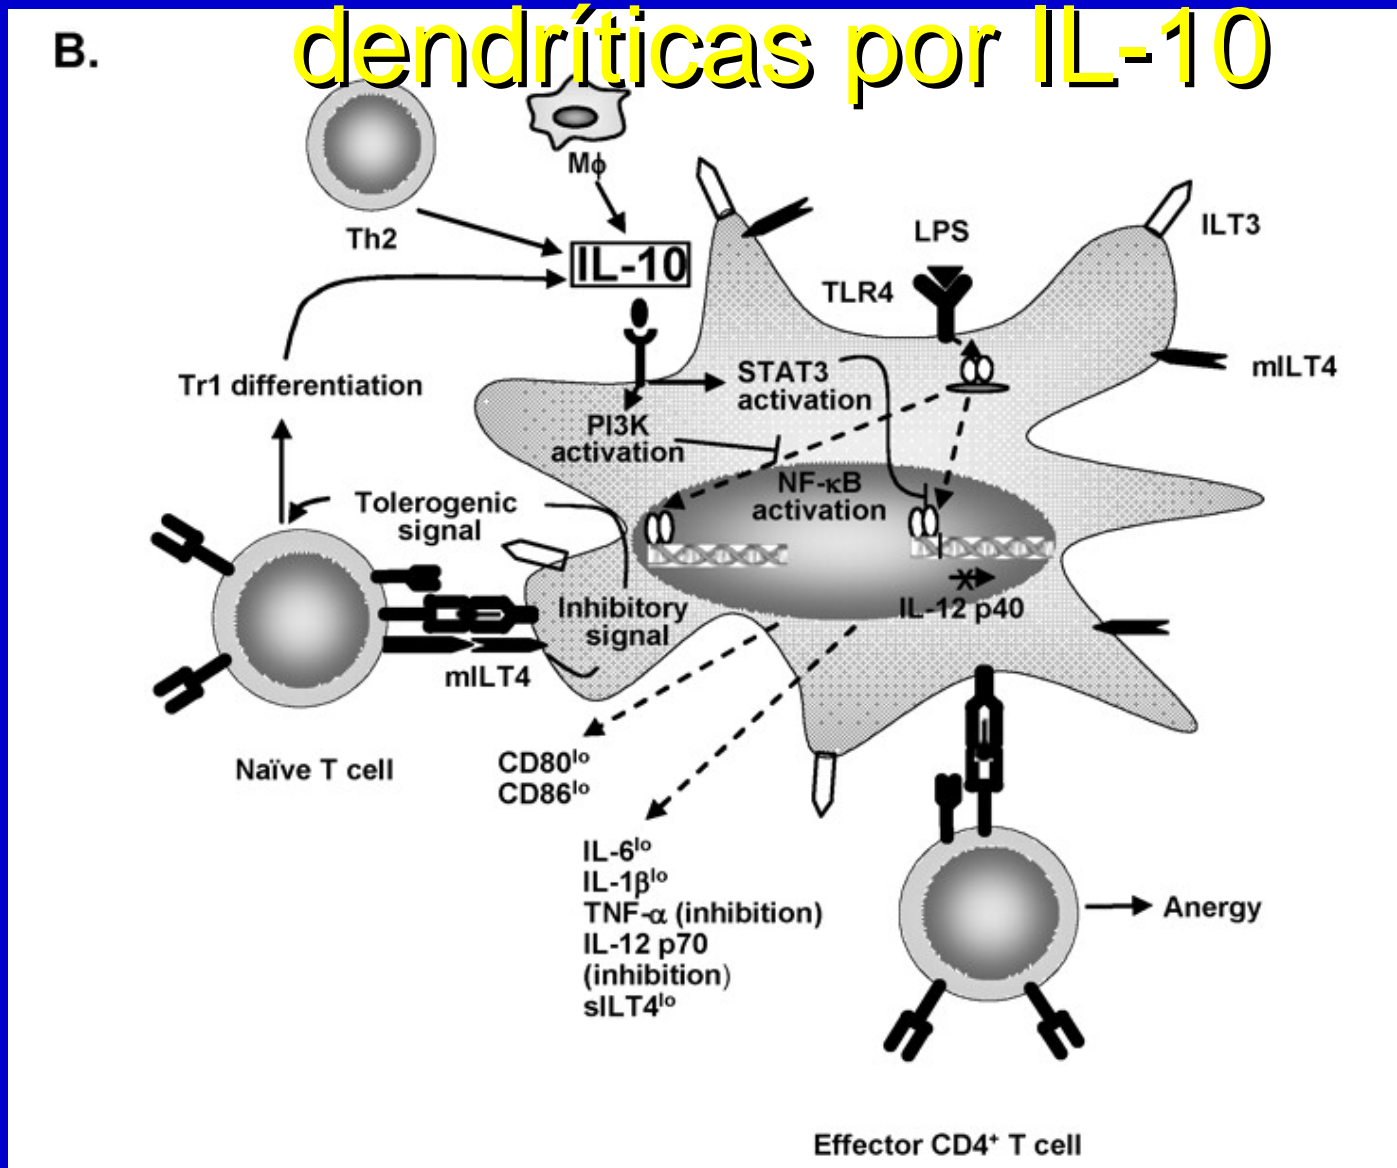 dendríticas por IL-10
B.
Mϕ
Th2
IL-10
LPS
ILT3
TLR4
mILT4
STAT3
activation
Tr1 differentiation
PI3K
activation
NF-κB
activation
Tolerogenic
signal
Inhibitory
signal
IL-12 p40
mILT4
Naïve T cell
CD80lo
CD86lo
IL-6lo
IL-1βlo
TNF-α (inhibition)
IL-12 p70
(inhibition)
sILT4lo
Anergy
Effector CD4+ T cell